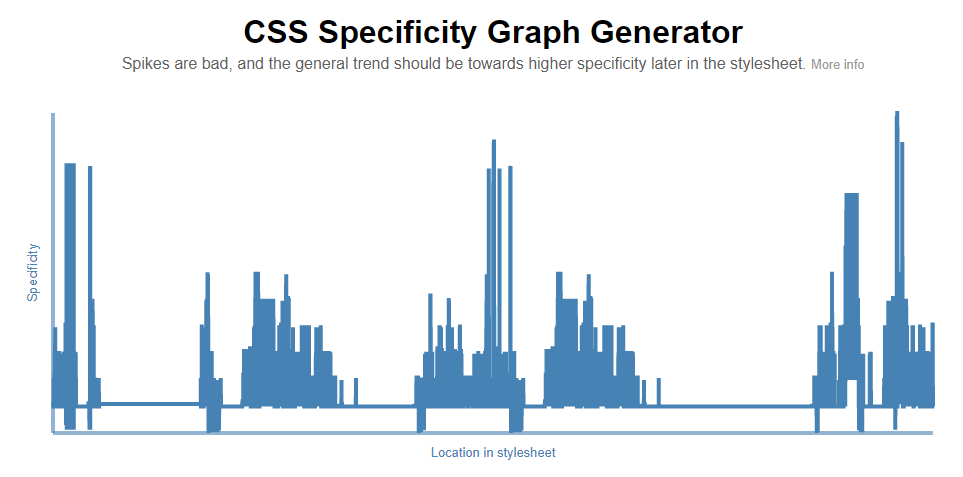 CSS Specificity Graph Generator
Spikes are bad, and the general trend should be towards higher specificity later in the stylesheet. More info
Specificity
Location in stylesheet